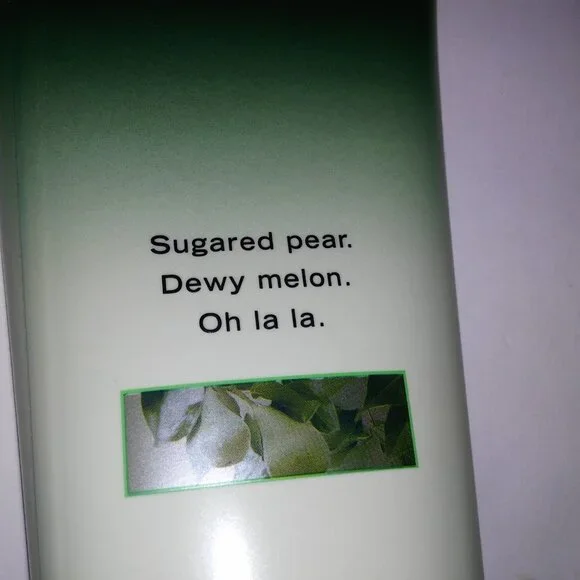 Sugared pear.
Dewy melon.
Oh la la.